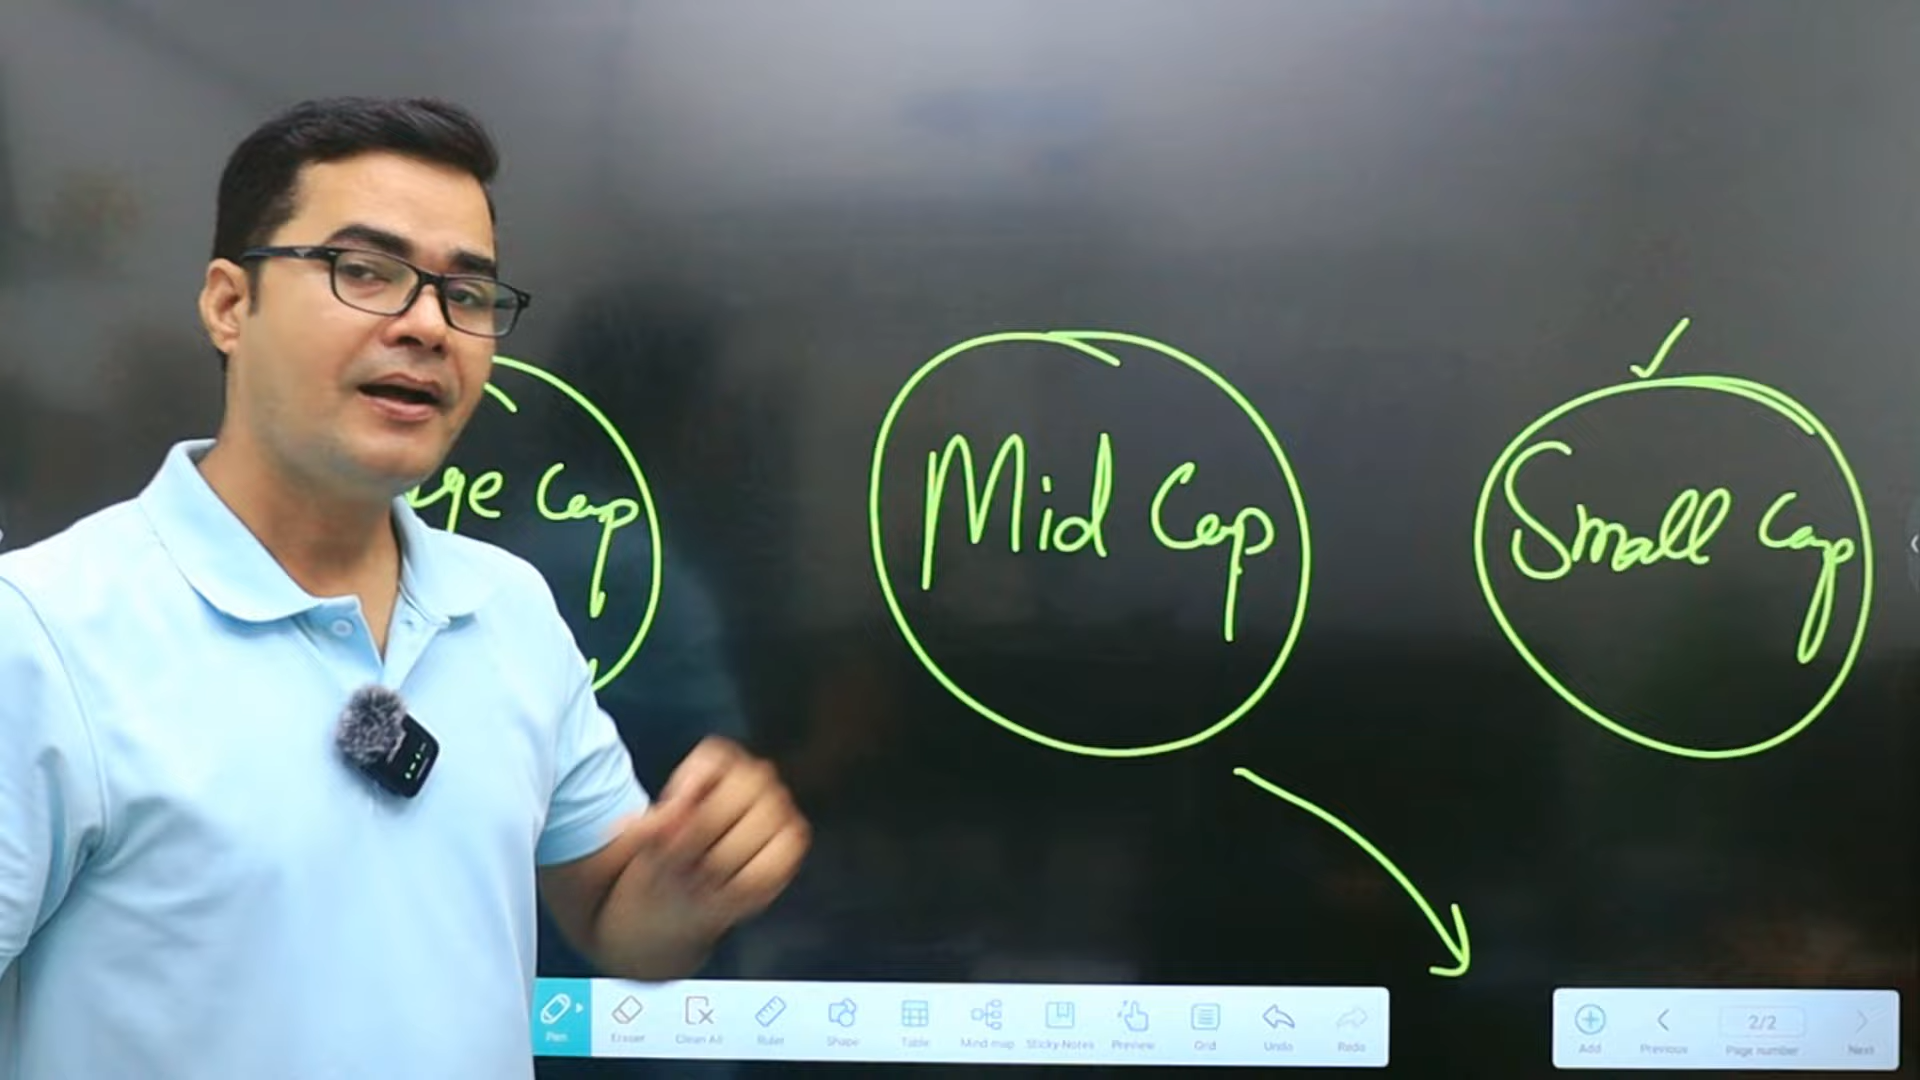 Cap
Mid Cap
Small Cap
Pen
Eraser
Clean All
Ruler
Shape
Table
Mind map
Sticky Notes
Preview
Grid
Undo
Redo
Add
Previous
2/2
Page number
Next